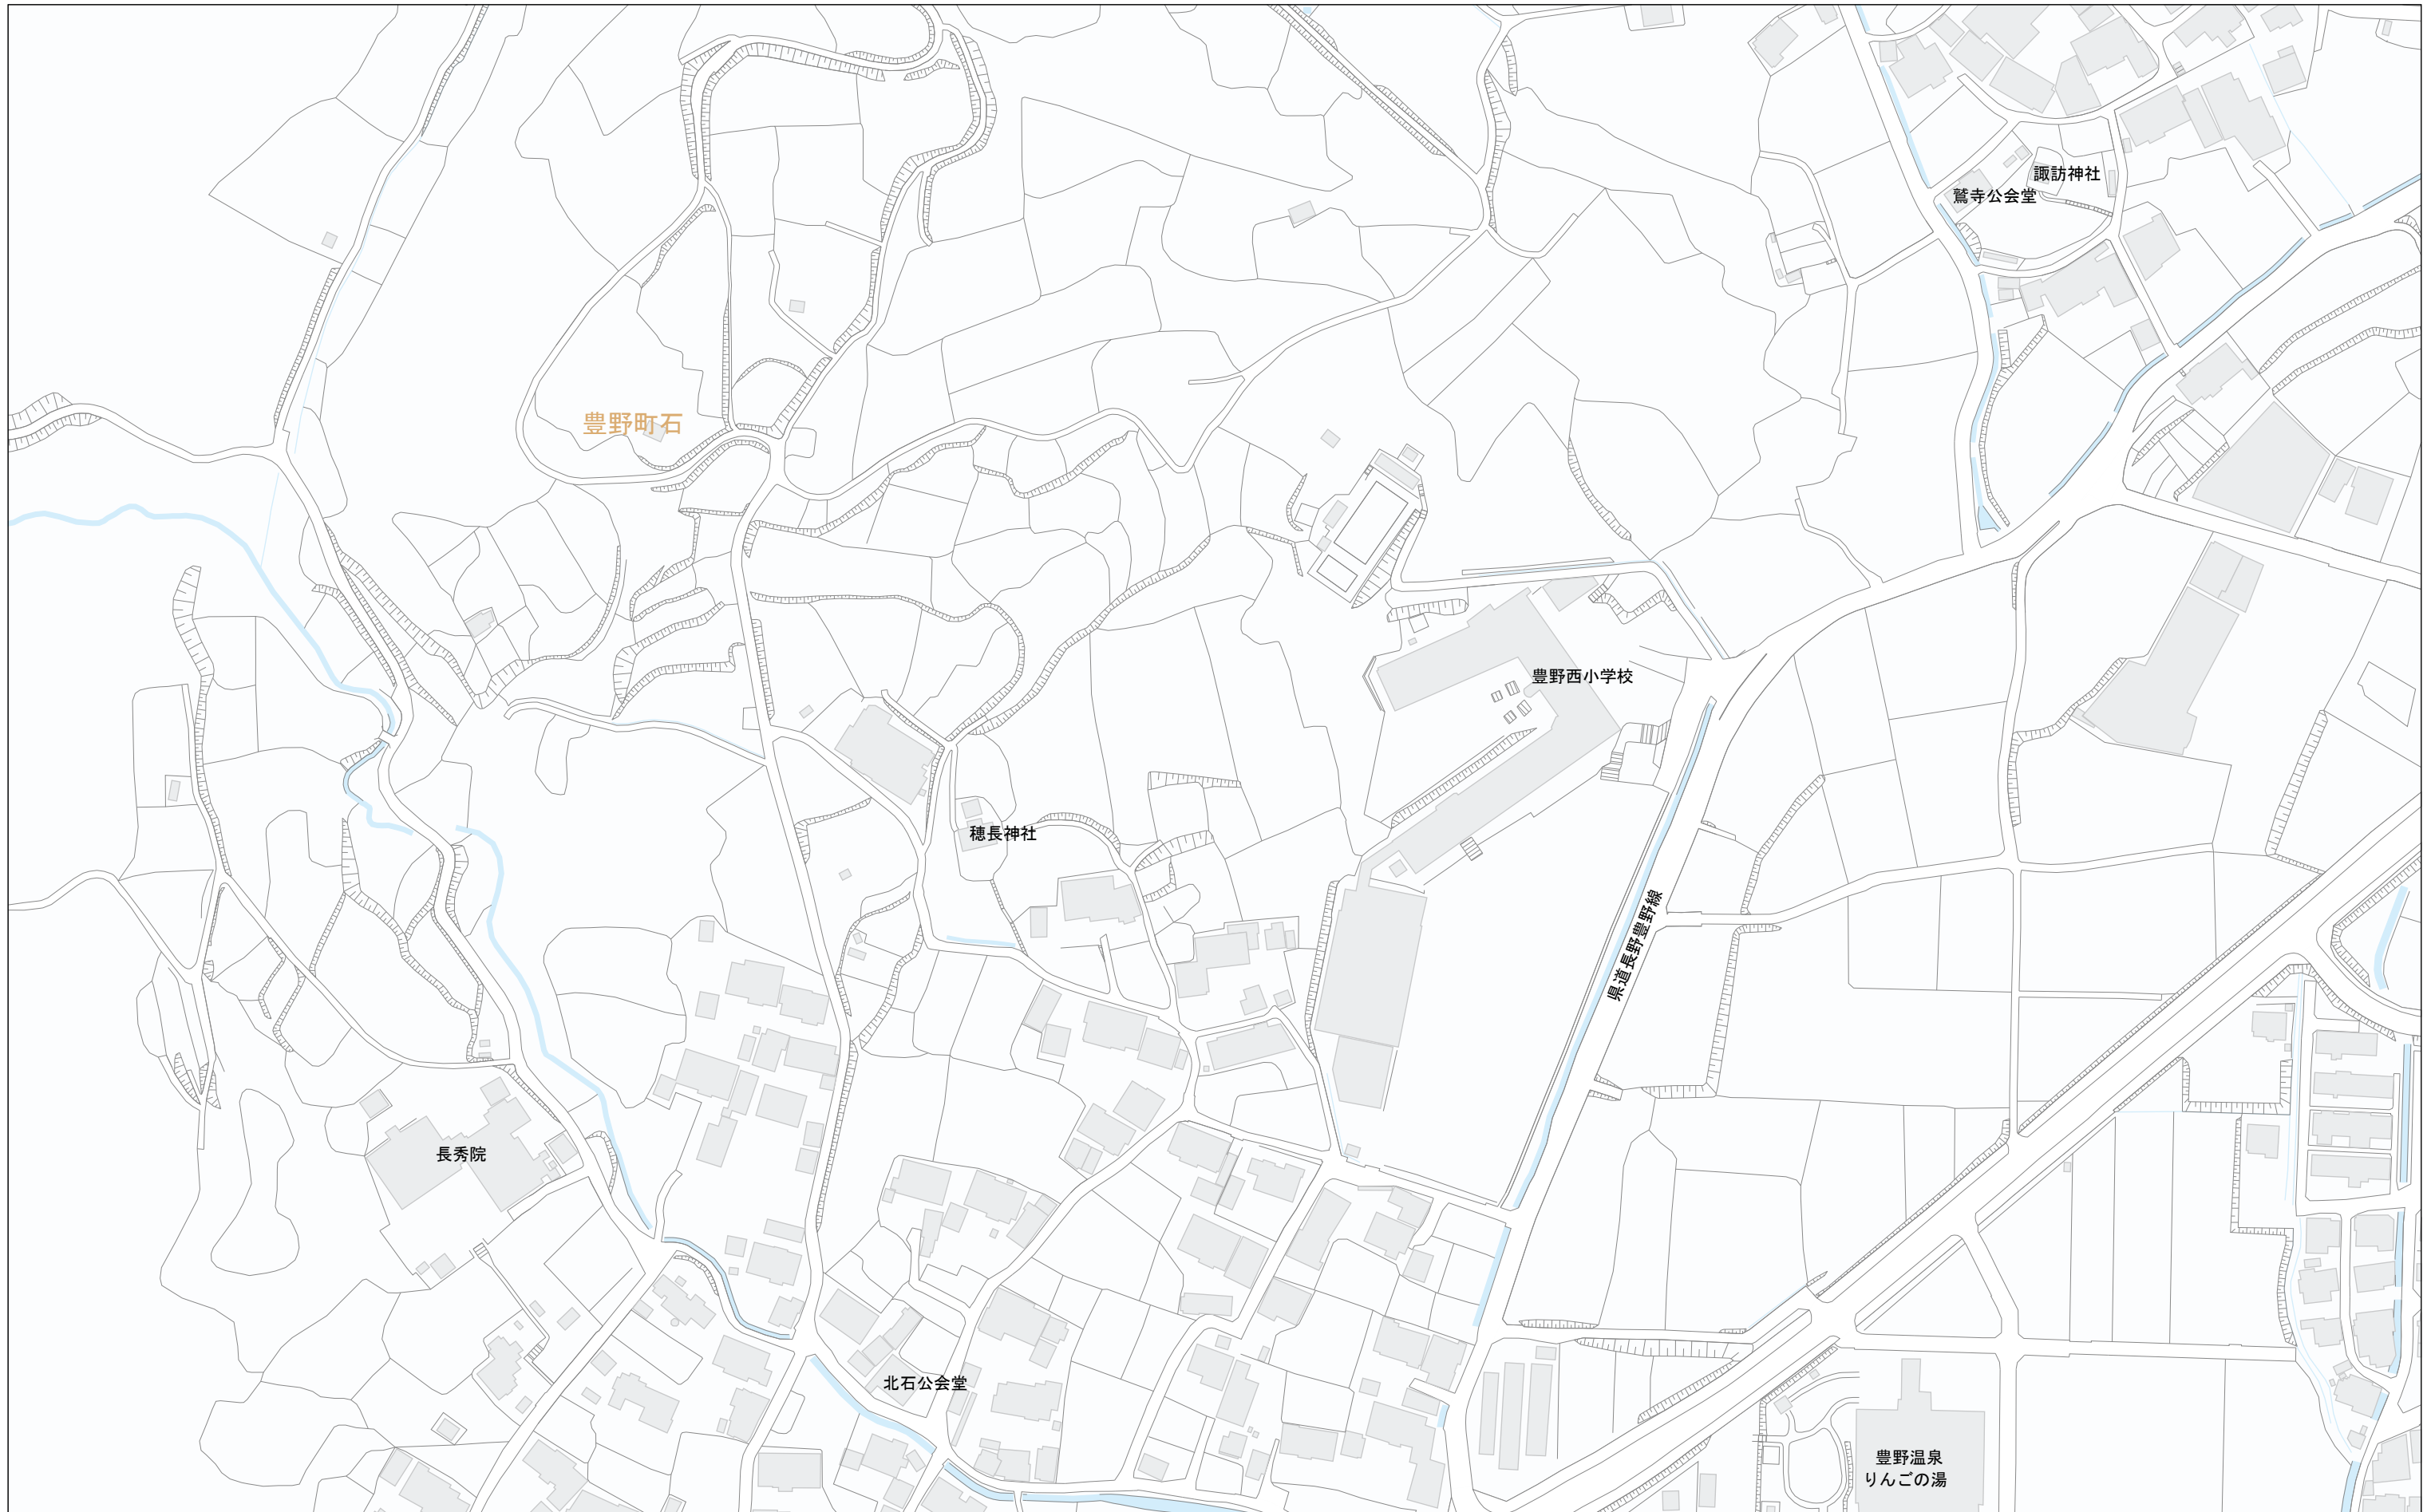 諏訪神社
鷲寺公会堂
豊野町石
豊野西小学校
穂長神社
県道長野豊野線
長秀院
北石公会堂
豊野温泉
りんごの湯